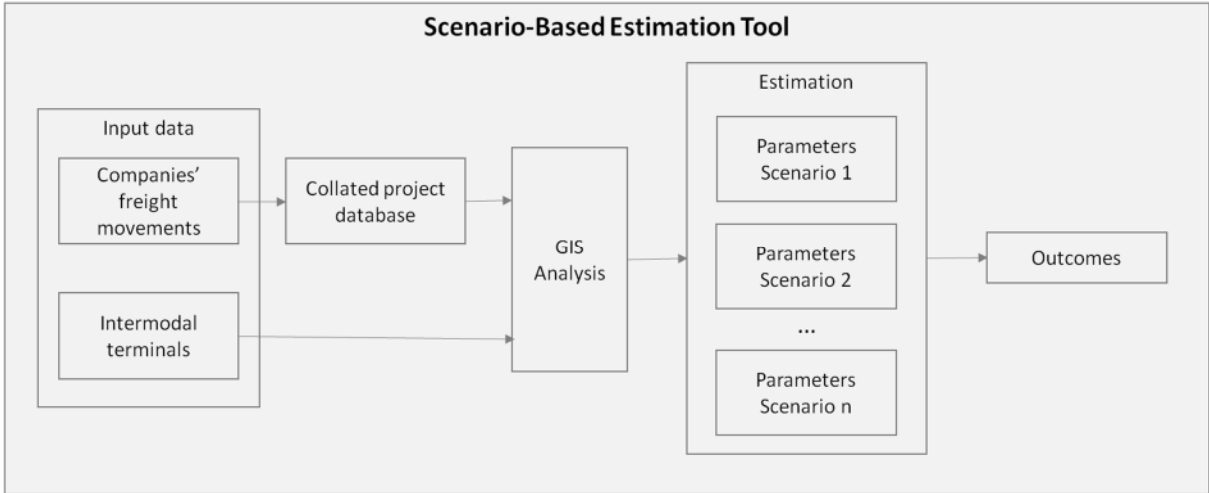 Scenario-Based Estimation Tool
Input data
Companies'
freight
movements
Intermodal
terminals
Collated project
database
GIS
Analysis
Estimation
Parameters
Scenario 1
Parameters
Scenario 2
...
Parameters
Scenario n
Outcomes